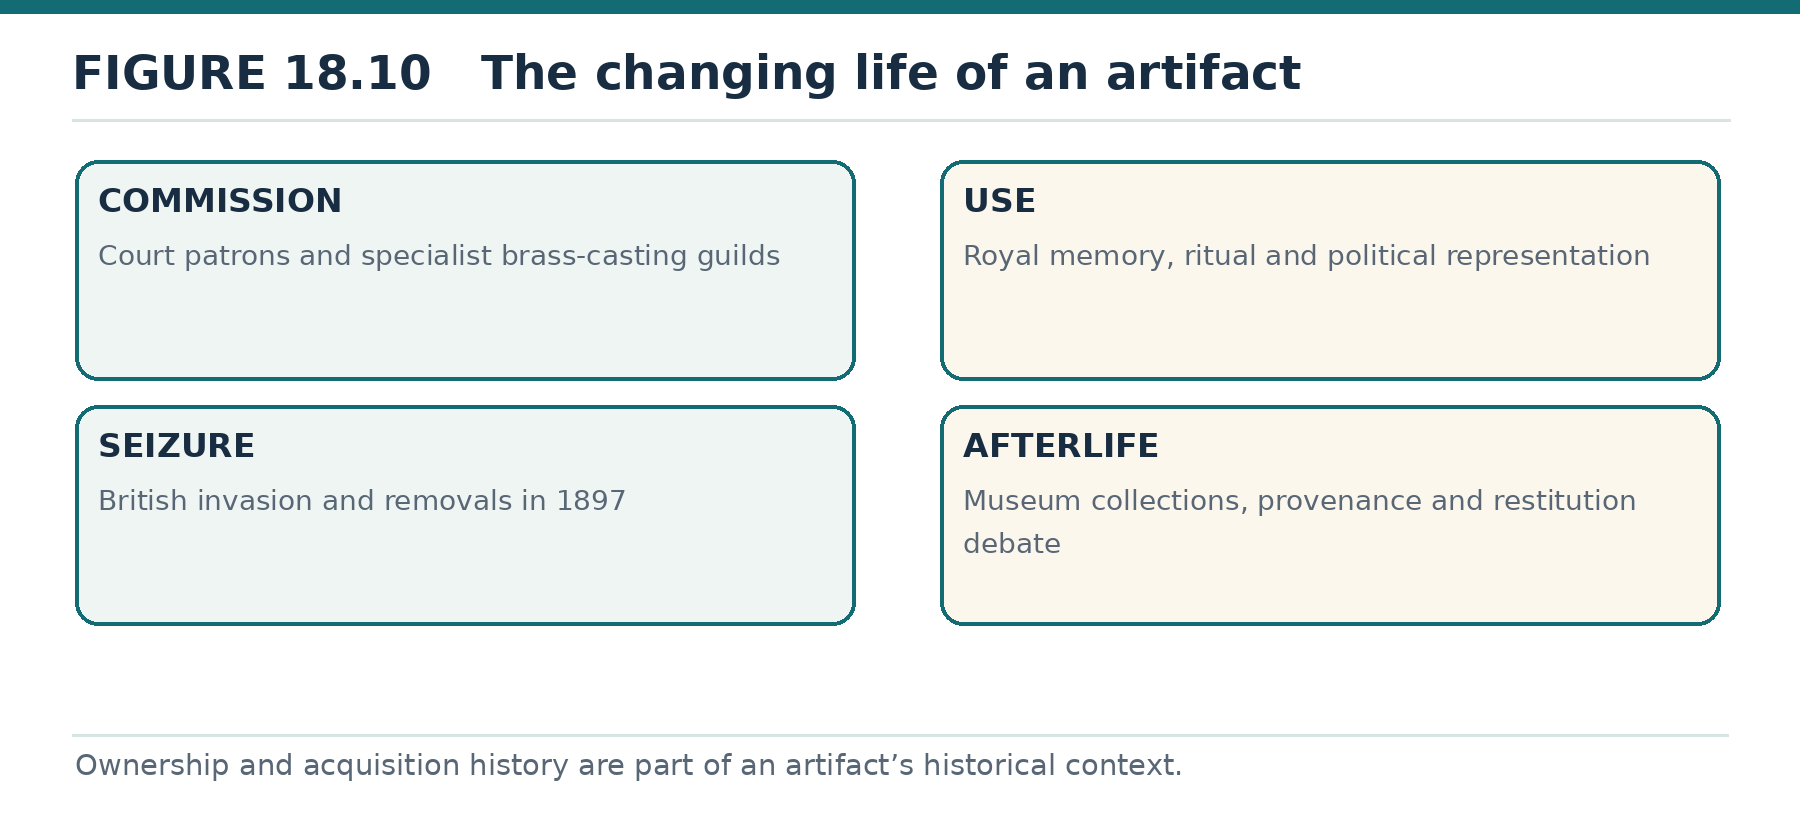 FIGURE 18.10 The changing life of an artifact
COMMISSION
Court patrons and specialist brass-casting guilds
USE
Royal memory, ritual and political representation
SEIZURE
British invasion and removals in 1897
AFTERLIFE
Museum collections, provenance and restitution
debate
Ownership and acquisition history are part of an artifact’s historical context.